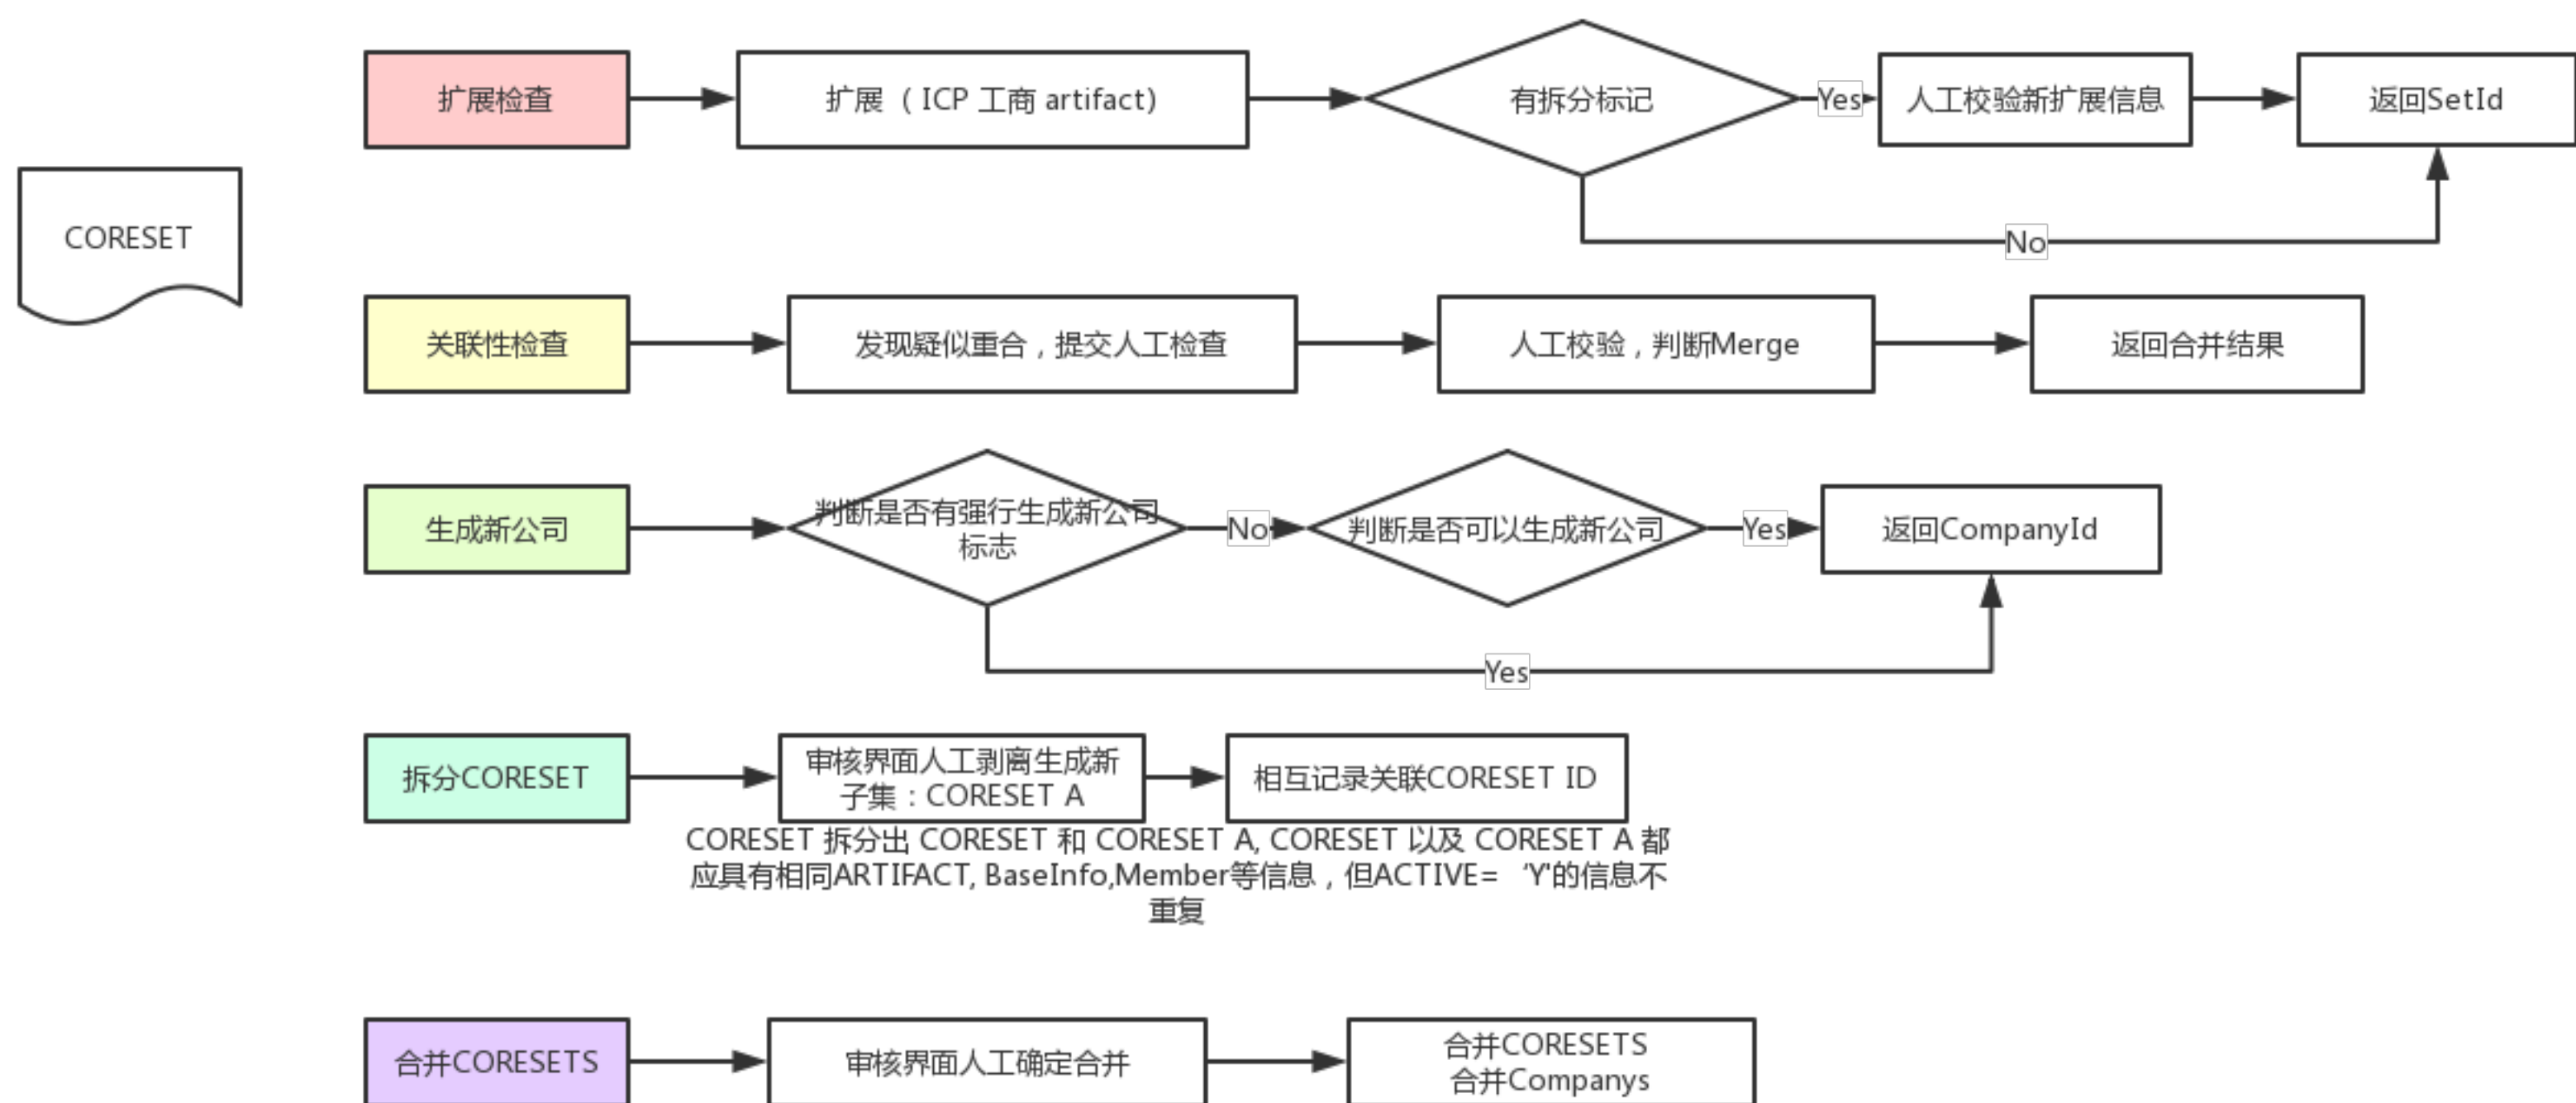 扩展检查
扩展（ ICP 工商 artifact)
有拆分标记
Yes
人工校验新扩展信息
返回SetId
No
CORESET
关联性检查
发现疑似重合，提交人工检查
人工校验，判断Merge
返回合并结果
生成新公司
判断是否有强行生成新公司
标志
No
判断是否可以生成新公司
Yes
返回CompanyId
Yes
拆分CORESET
审核界面人工剥离生成新
子集：CORESET A
相互记录关联CORESET ID
CORESET 拆分出 CORESET 和 CORESET A, CORESET 以及 CORESET A 都
应具有相同ARTIFACT, BaseInfo,Member等信息，但ACTIVE= ‘Y'的信息不
重复
合并CORESETS
审核界面人工确定合并
合并CORESETS
合并Companys